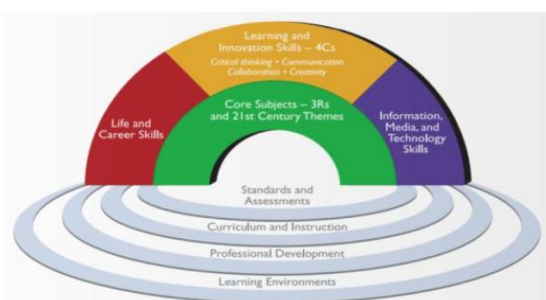 Learning and
Innovation Skills – 4Cs
Critical thinking • Communication
Collaboration • Creativity
Core Subjects – 3Rs
and 21st Century Themes
Life and
Career Skills
Information,
Media, and
Technology
Skills
Standards and
Assessments
Curriculum and Instruction
Professional Development
Learning Environments